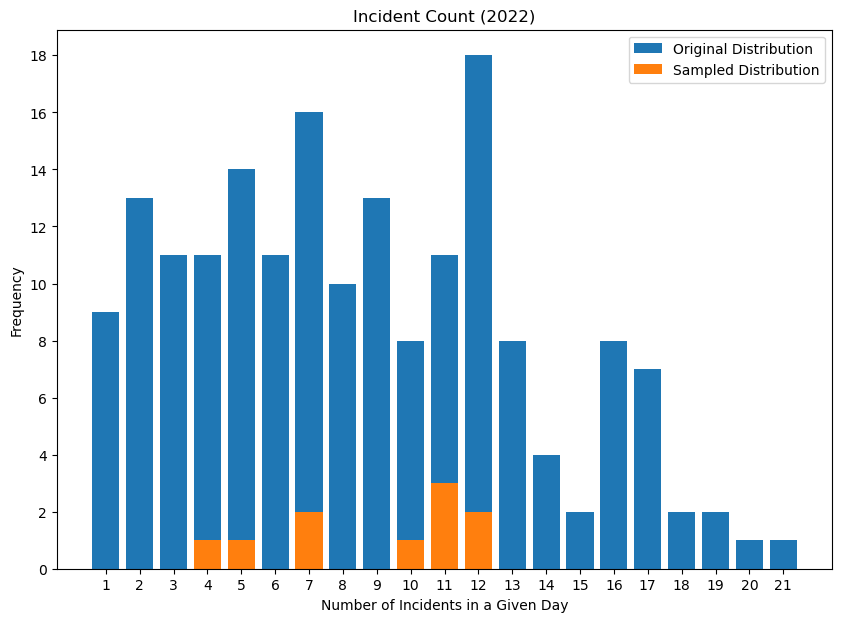 Incident Count (2022)
Original Distribution
Sampled Distribution
Frequency
18
16
14
12
10
8
6
4
2
0
1 2 3 4 5 6 7 8 9 10 11 12 13 14 15 16 17 18 19 20 21
Number of Incidents in a Given Day